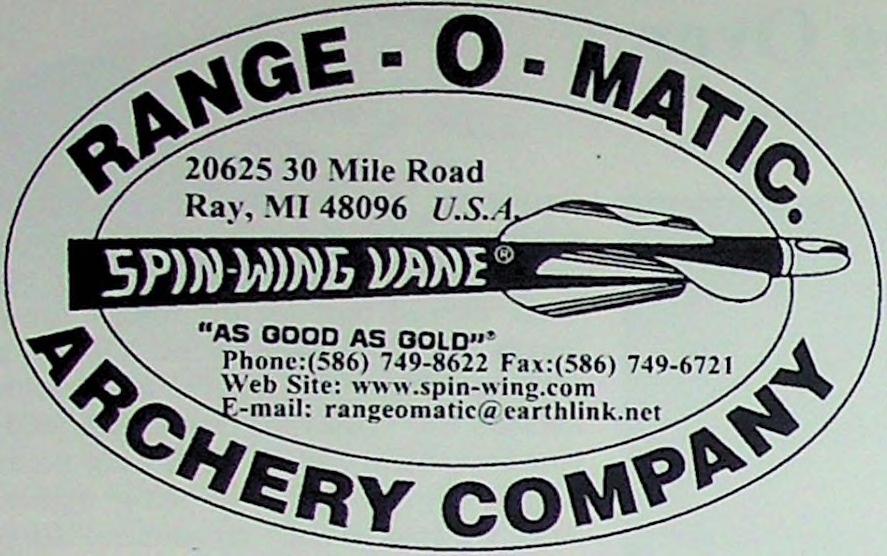 RANGE - O - MATIC.
20625 30 Mile Road
Ray, MI 48096 U.S.A.
SPIN-WING VANE®
"AS GOOD AS GOLD"®
Phone:(586) 749-8622 Fax:(586) 749-6721
Web Site: www.spin-wing.com
E-mail: rangeomatic@earthlink.net
ARCHERY COMPANY